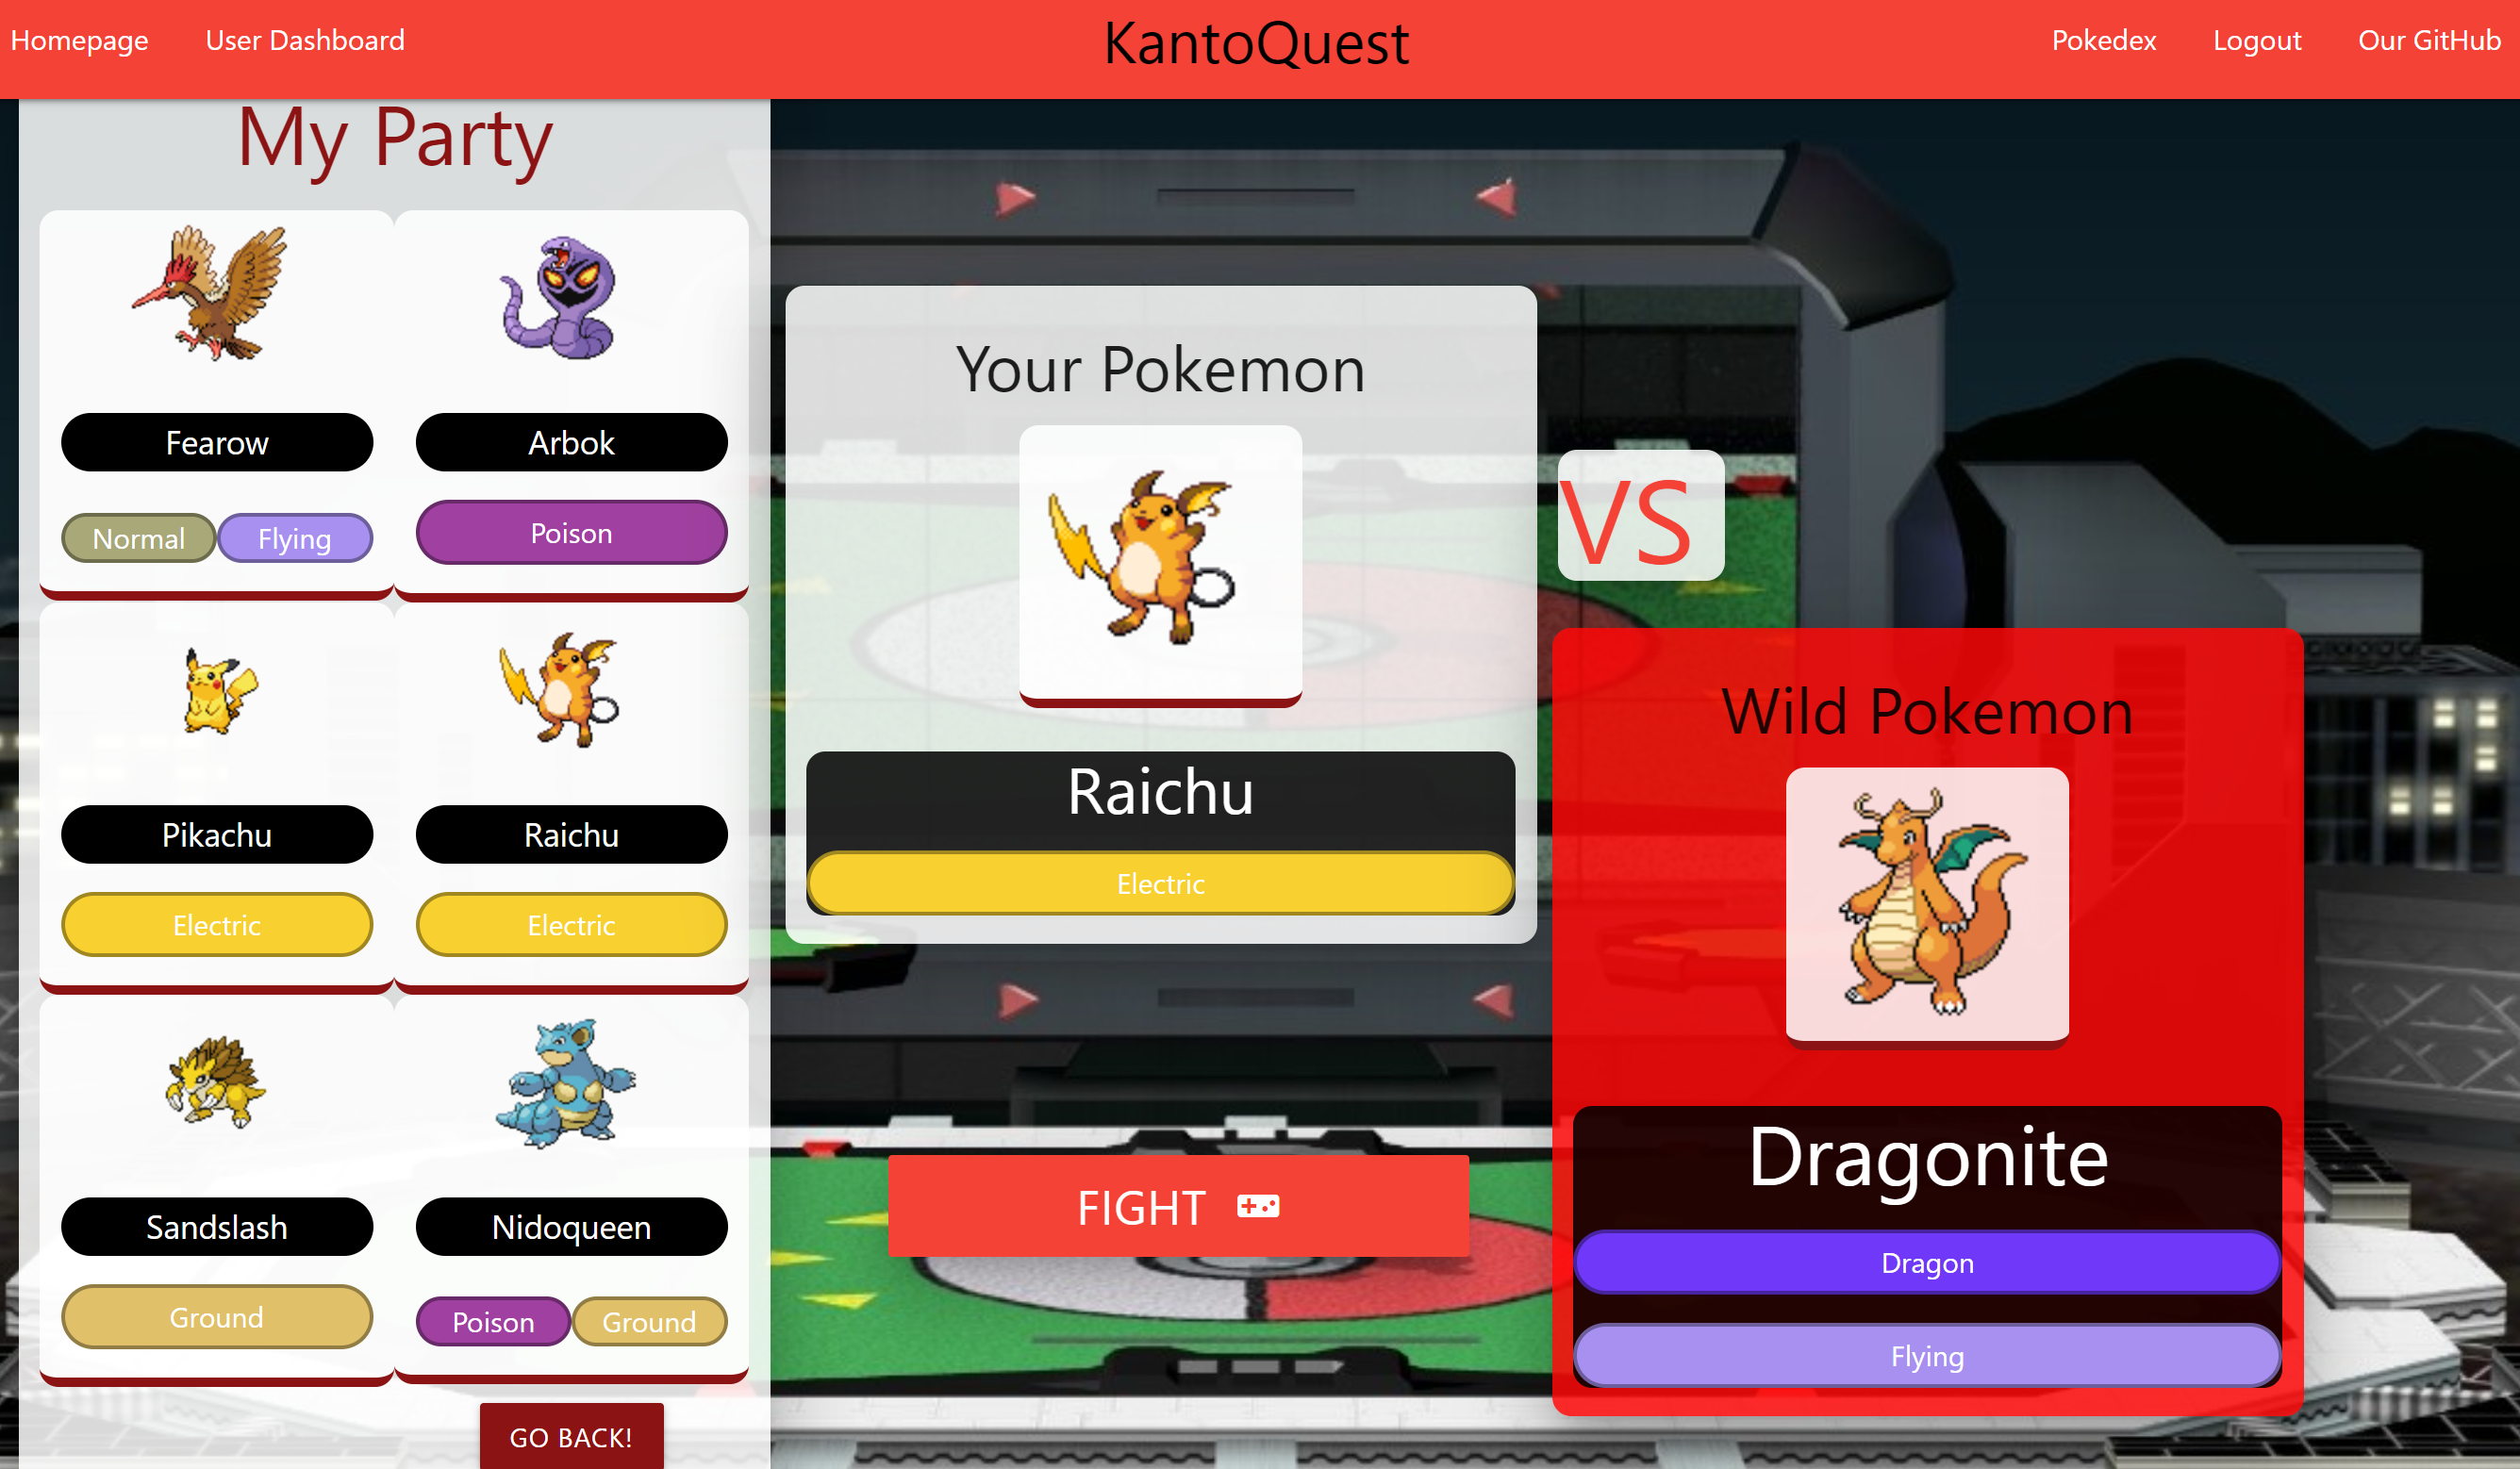 Homepage
User Dashboard
KantoQuest
Pokedex
Logout
Our GitHub
My Party
Fearow
Normal
Flying
Arbok
Poison
Pikachu
Electric
Raichu
Electric
Sandslash
Ground
Nidoqueen
Poison
Ground
GO BACK!
Your Pokemon
Raichu
Electric
VS
FIGHT
Wild Pokemon
Dragonite
Dragon
Flying